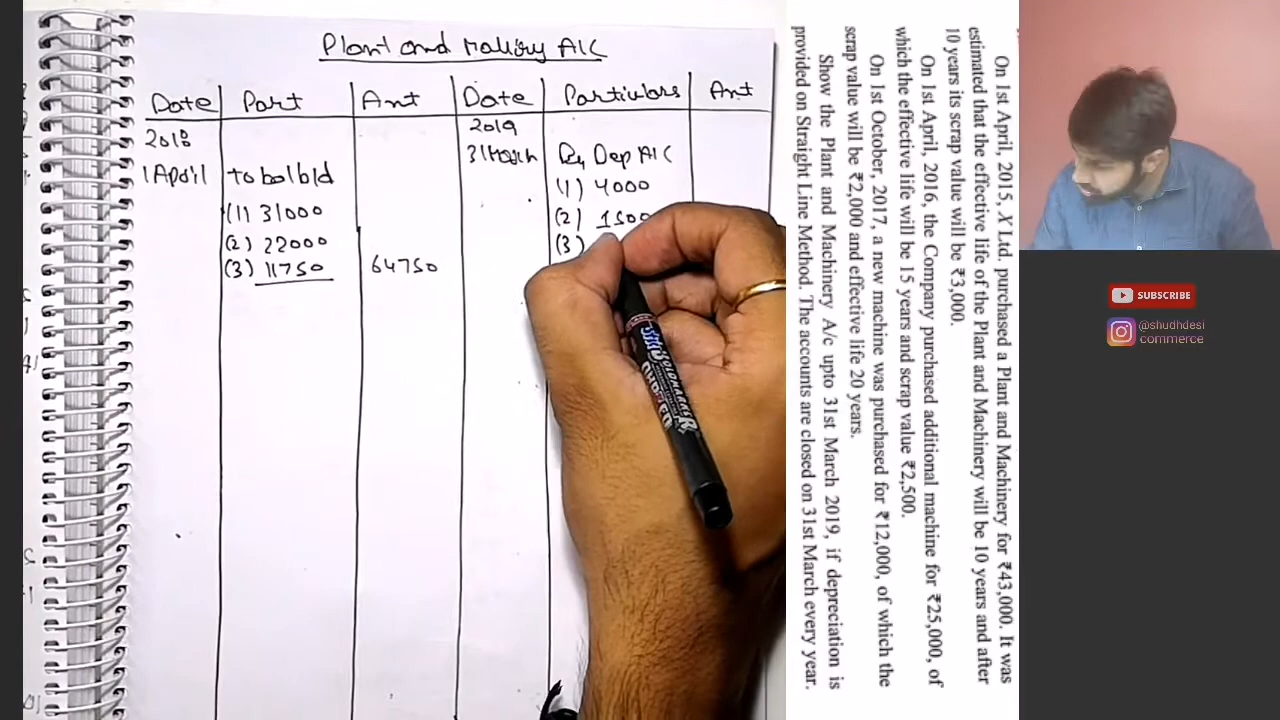 Plant and Maliery A/C
Date Part Amt Date Particulars Amt
2018
1 April to bal b/d
(1) 31000
(2) 22000
(3) 11750 64750
2019
31 March By Dep A/C
(1) 4000
(2) 1500
(3)
On 1st April, 2015, X Ltd. purchased a Plant and Machinery for ₹43,000. It was
estimated that the effective life of the Plant and Machinery will be 10 years and after
10 years its scrap value will be ₹3,000.
On 1st April, 2016, the Company purchased additional machine for ₹25,000, of
which the effective life will be 15 years and scrap value ₹2,500.
On 1st October, 2017, a new machine was purchased for ₹12,000, of which the
scrap value will be ₹2,000 and effective life 20 years.
Show the Plant and Machinery A/c upto 31st March 2019, if depreciation is
provided on Straight Line Method. The accounts are closed on 31st March every year.
SUBSCRIBE
@shudhdesi
commerce